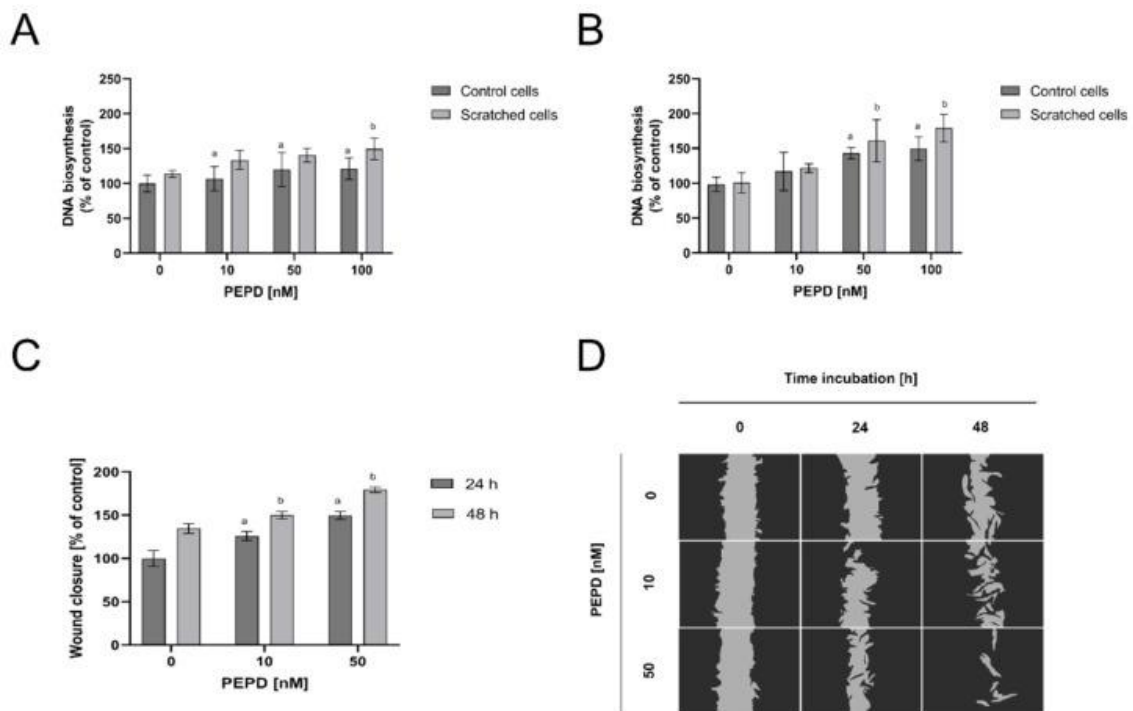 A
250
200
150
100
50
0
DNA biosynthesis
(% of control)
a
a
b
a
0 10 50 100
PEPD [nM]
Control cells
Scratched cells
B
250
200
150
100
50
0
DNA biosynthesis
(% of control)
a
b
a
b
0 10 50 100
PEPD [nM]
Control cells
Scratched cells
C
200
150
100
50
0
Wound closure [% of control]
a
b
a
b
0 10 50
PEPD [nM]
24 h
48 h
D
Time incubation [h]
0 24 48
PEPD [nM]
0
10
50